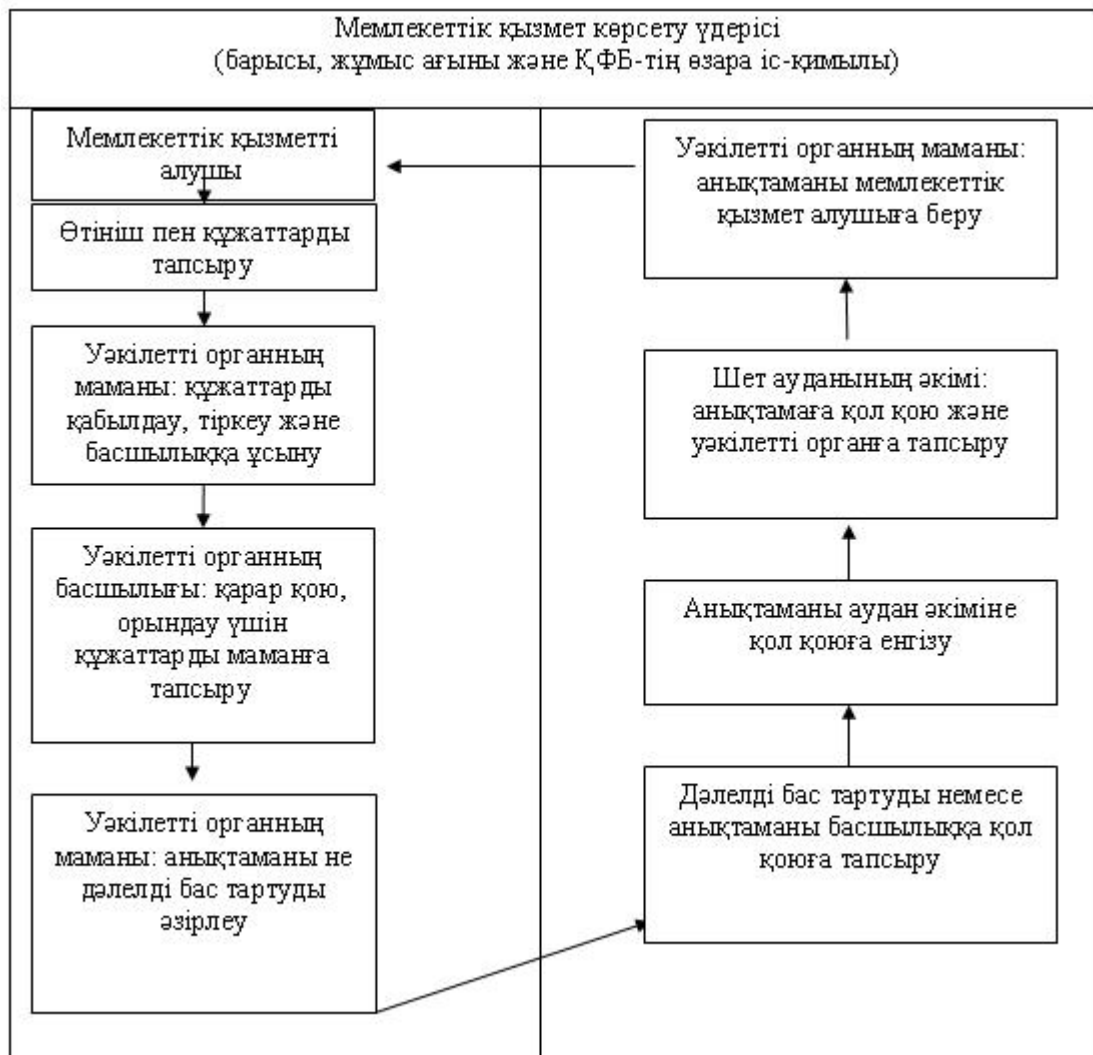 Мемлекеттік қызмет көрсету үдерісі
(барысы, жұмыс ағыны және ҚФБ-тің өзара іс-қимылы)
Мемлекеттік қызметті
алушы
Өтініш пен құжаттарды
тапсыру
Уәкілетті органның
маманы: құжаттарды
қабылдау, тіркеу және
басшылыққа ұсыну
Уәкілетті органның
басшылығы: қарар қою,
орындау үшін
құжаттарды маманға
тапсыру
Уәкілетті органның
маманы: анықтаманы не
дәлелді бас тартуды
әзірлеу
Дәлелді бас тартуды немесе
анықтаманы басшылыққа қол
қоюға тапсыру
Анықтаманы аудан әкіміне
қол қоюға енгізу
Шет ауданының әкімі:
анықтамаға қол қою және
уәкілетті органға тапсыру
Уәкілетті органның маманы:
анықтаманы мемлекеттік
қызмет алушыға беру